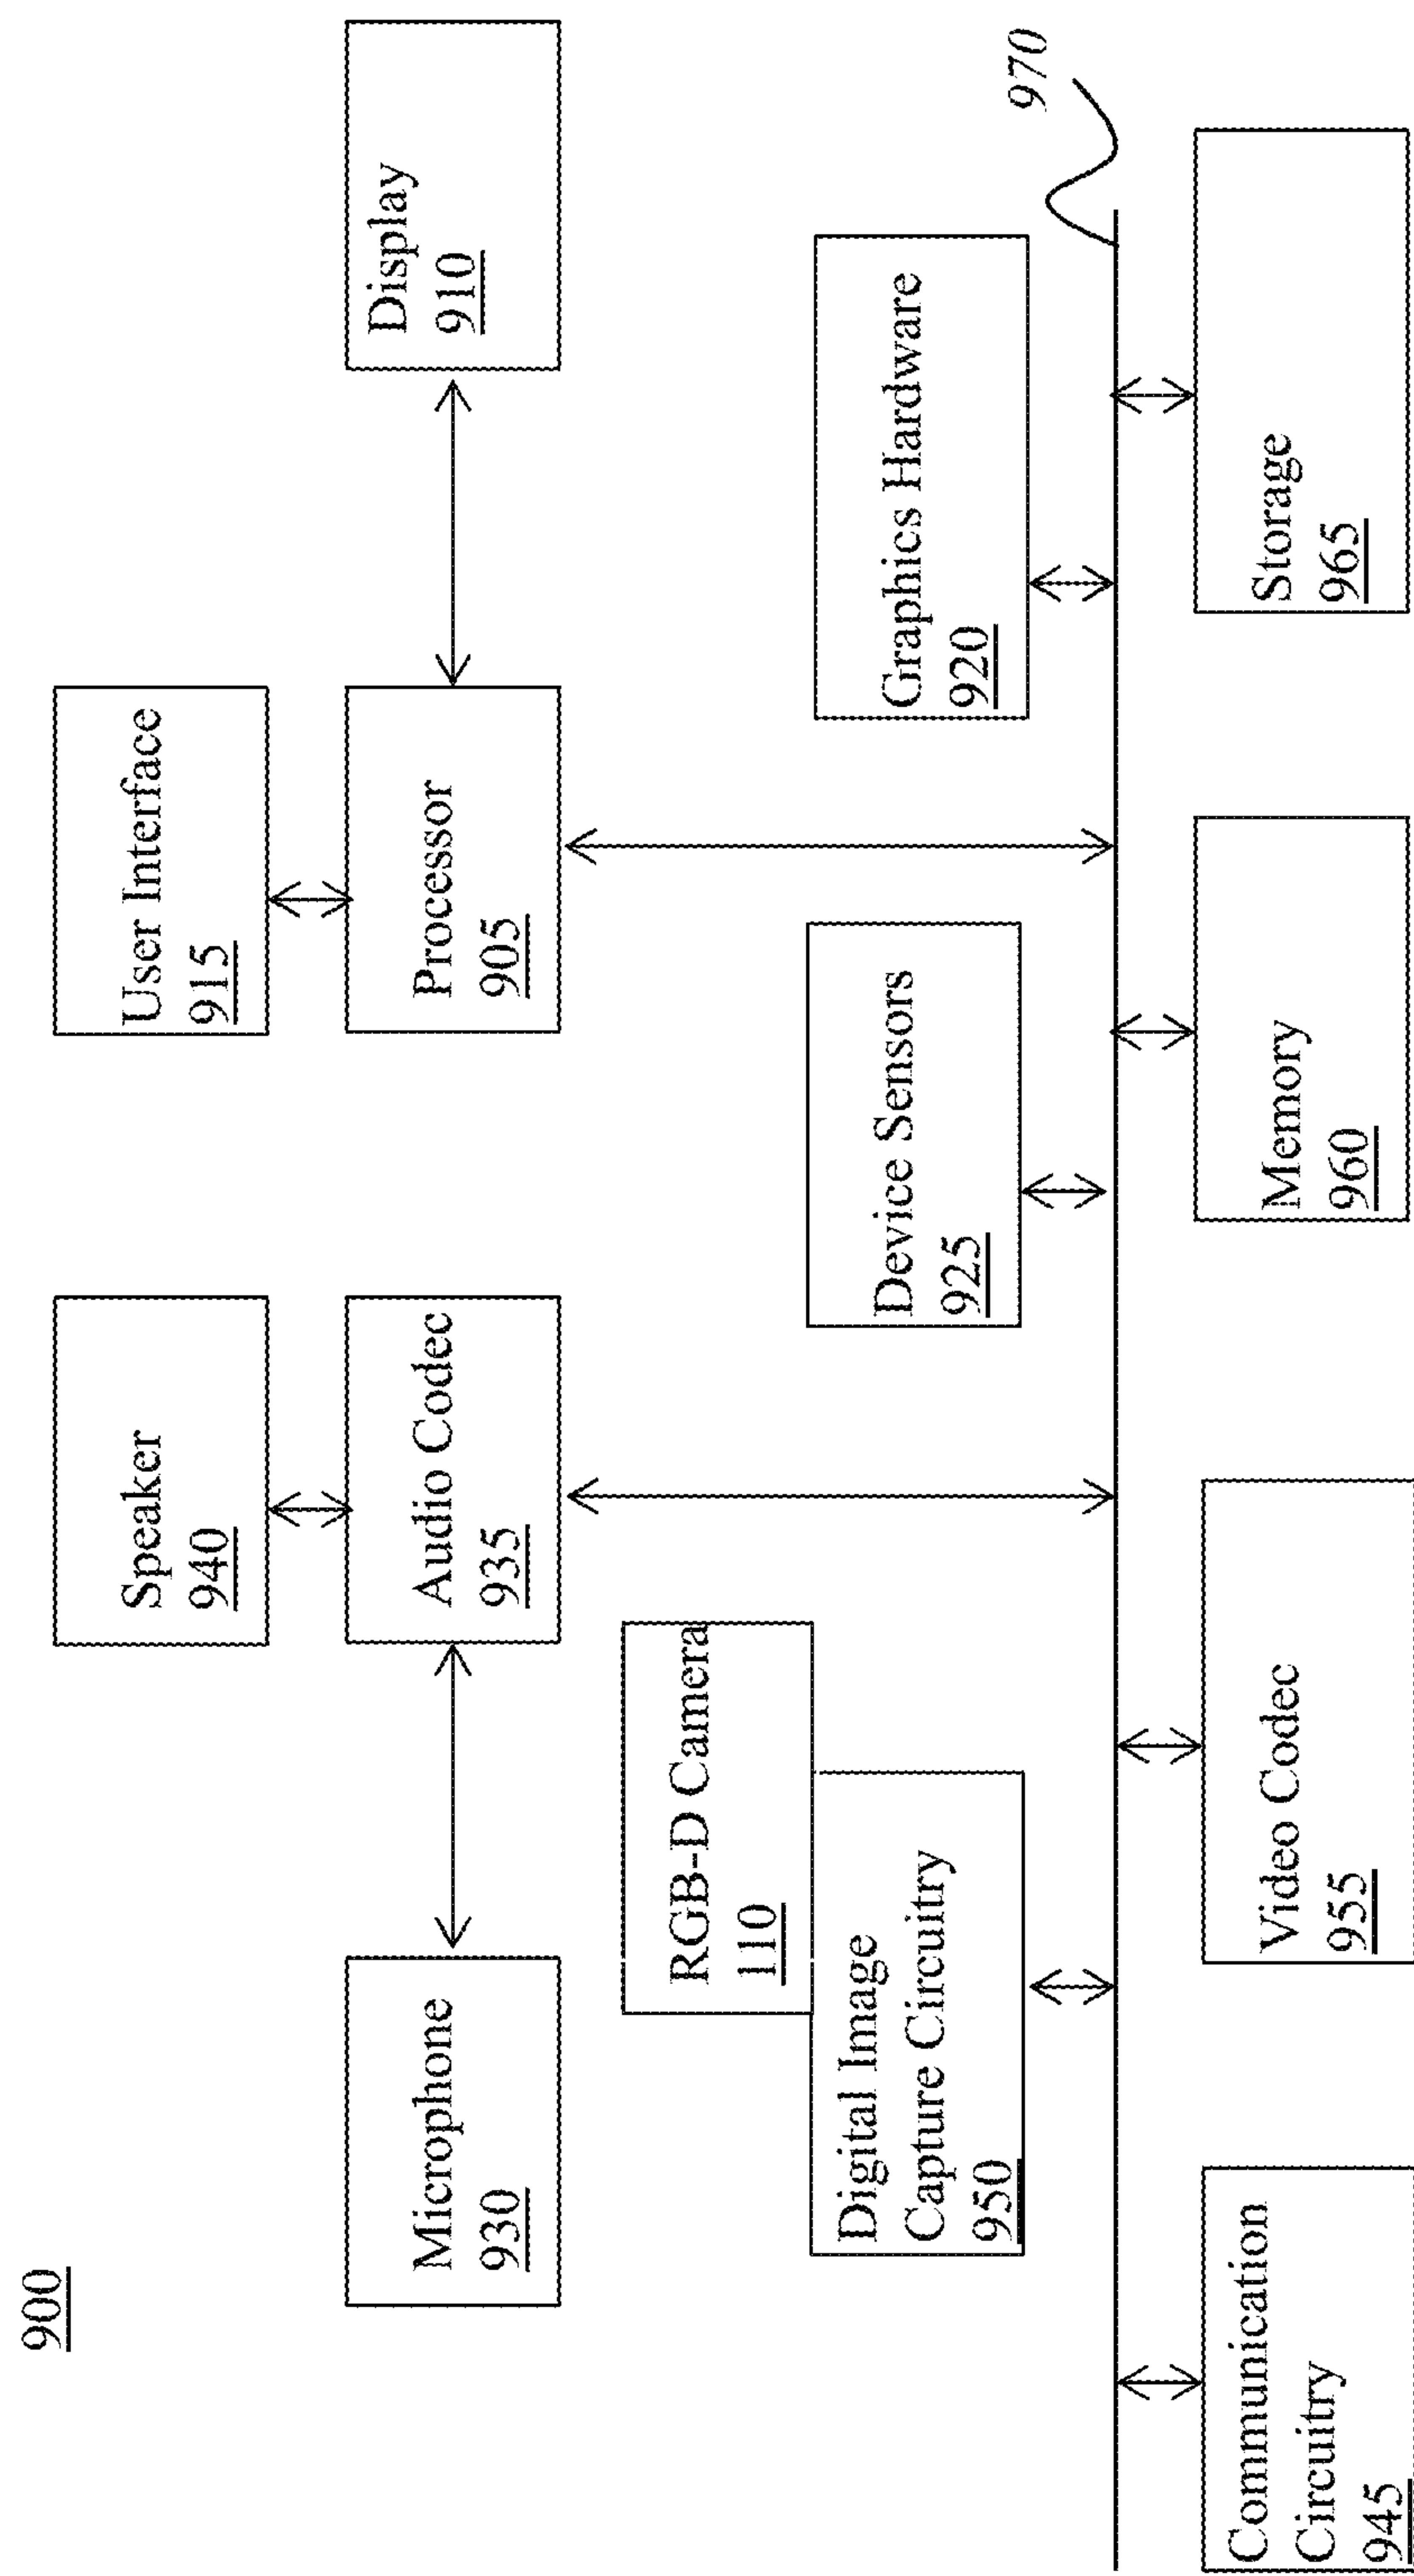 900
Speaker
940
User Interface
915
Microphone
930
Audio Codec
935
Processor
905
Display
910
RGB-D Camera
110
Digital Image
Capture Circuitry
950
Device Sensors
925
Graphics Hardware
920
970
Communication
Circuitry
945
Video Codec
955
Memory
960
Storage
965